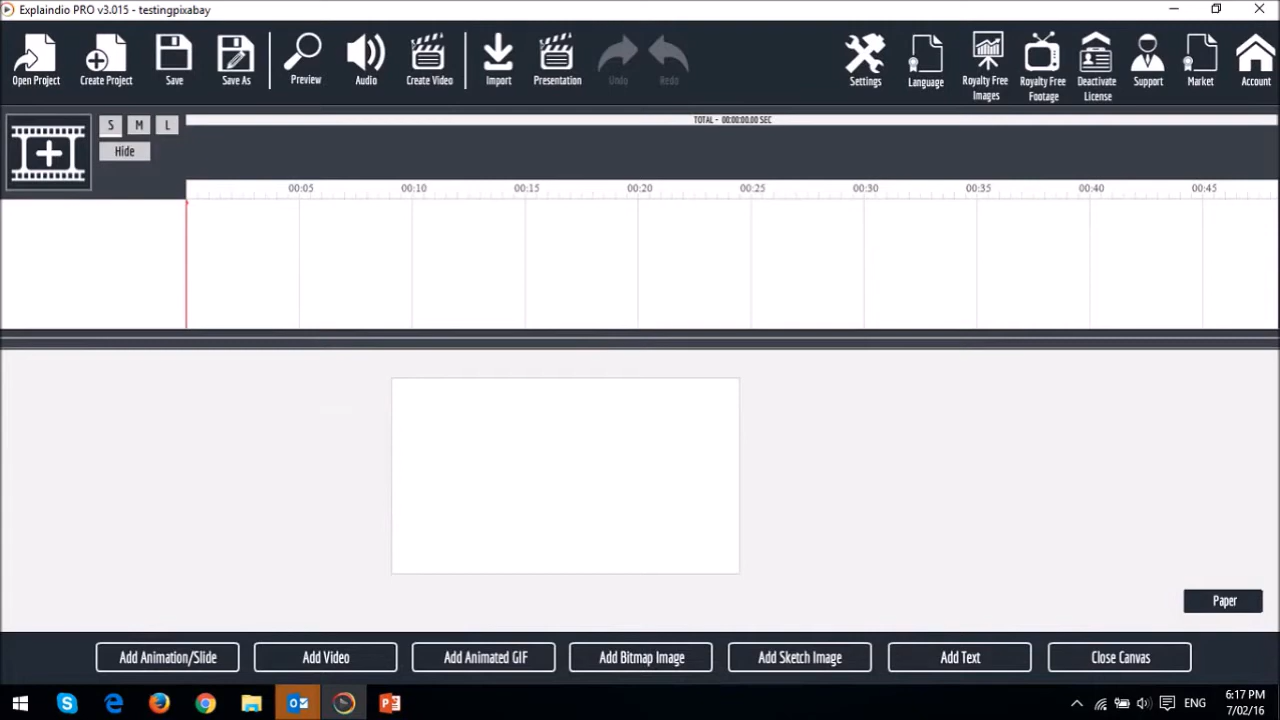 Explaindio PRO v3.015 - testingpixabay
Open Project
Create Project
Save
Save As
Preview
Audio
Create Video
Import
Presentation
Undo
Redo
Settings
Language
Royalty Free
Images
Royalty Free
Footage
Deactivate
License
Support
Market
Account
S M L
Hide
TOTAL - 00:00:00.00 SEC
00:05 00:10 00:15 00:20 00:25 00:30 00:35 00:40 00:45
Paper
Add Animation/Slide
Add Video
Add Animated GIF
Add Bitmap Image
Add Sketch Image
Add Text
Close Canvas
ENG
6:17 PM
7/02/16